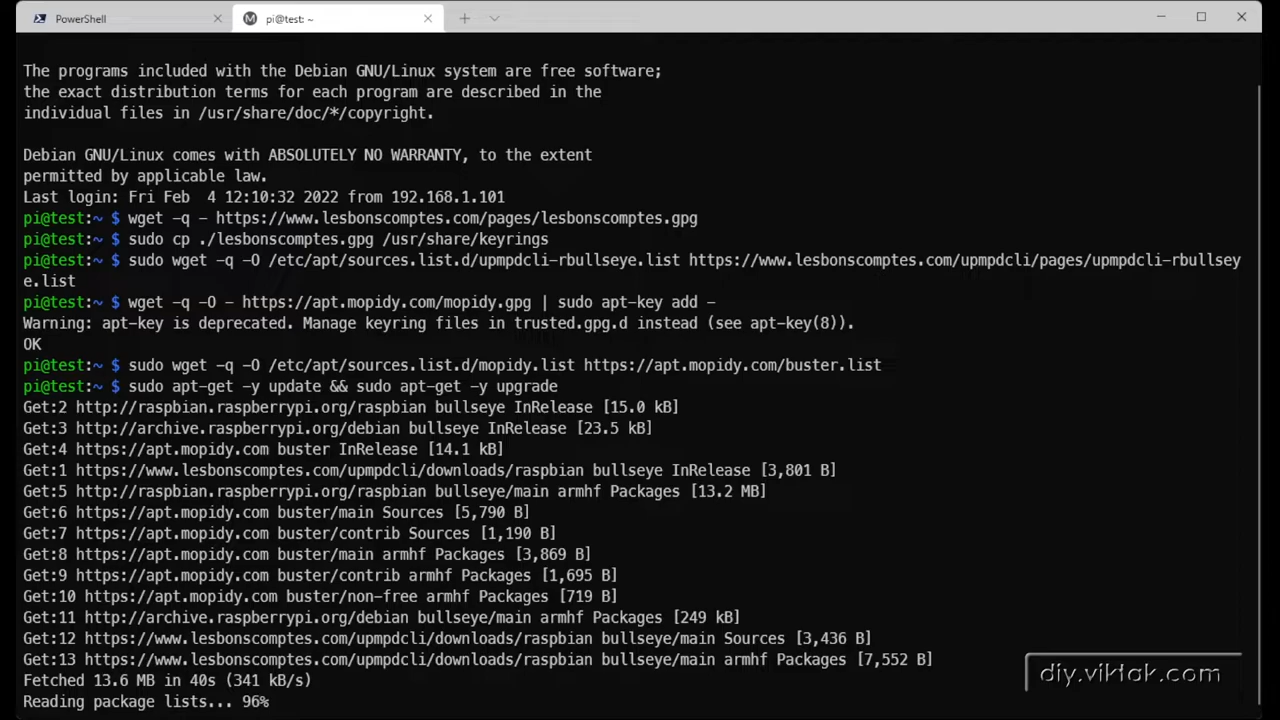 PowerShell
pi@test: ~
The programs included with the Debian GNU/Linux system are free software;
the exact distribution terms for each program are described in the
individual files in /usr/share/doc/*/copyright.
Debian GNU/Linux comes with ABSOLUTELY NO WARRANTY, to the extent
permitted by applicable law.
Last login: Fri Feb  4 12:10:32 2022 from 192.168.1.101
pi@test:~ $ wget -q - https://www.lesbonscomptes.com/pages/lesbonscomptes.gpg
pi@test:~ $ sudo cp ./lesbonscomptes.gpg /usr/share/keyrings
pi@test:~ $ sudo wget -q -O /etc/apt/sources.list.d/upmpdcli-rbullseye.list https://www.lesbonscomptes.com/upmpdcli/pages/upmpdcli-rbullsey
e.list
pi@test:~ $ wget -q -O - https://apt.mopidy.com/mopidy.gpg | sudo apt-key add -
Warning: apt-key is deprecated. Manage keyring files in trusted.gpg.d instead (see apt-key(8)).
OK
pi@test:~ $ sudo wget -q -O /etc/apt/sources.list.d/mopidy.list https://apt.mopidy.com/buster.list
pi@test:~ $ sudo apt-get -y update && sudo apt-get -y upgrade
Get:2 http://raspbian.raspberrypi.org/raspbian bullseye InRelease [15.0 kB]
Get:3 http://archive.raspberrypi.org/debian bullseye InRelease [23.5 kB]
Get:4 https://apt.mopidy.com buster InRelease [14.1 kB]
Get:1 https://www.lesbonscomptes.com/upmpdcli/downloads/raspbian bullseye InRelease [3,801 B]
Get:5 http://raspbian.raspberrypi.org/raspbian bullseye/main armhf Packages [13.2 MB]
Get:6 https://apt.mopidy.com buster/main Sources [5,790 B]
Get:7 https://apt.mopidy.com buster/contrib Sources [1,190 B]
Get:8 https://apt.mopidy.com buster/main armhf Packages [3,869 B]
Get:9 https://apt.mopidy.com buster/contrib armhf Packages [1,695 B]
Get:10 https://apt.mopidy.com buster/non-free armhf Packages [719 B]
Get:11 http://archive.raspberrypi.org/debian bullseye/main armhf Packages [249 kB]
Get:12 https://www.lesbonscomptes.com/upmpdcli/downloads/raspbian bullseye/main Sources [3,436 B]
Get:13 https://www.lesbonscomptes.com/upmpdcli/downloads/raspbian bullseye/main armhf Packages [7,552 B]
Fetched 13.6 MB in 40s (341 kB/s)
Reading package lists... 96%
diy.viktak.com